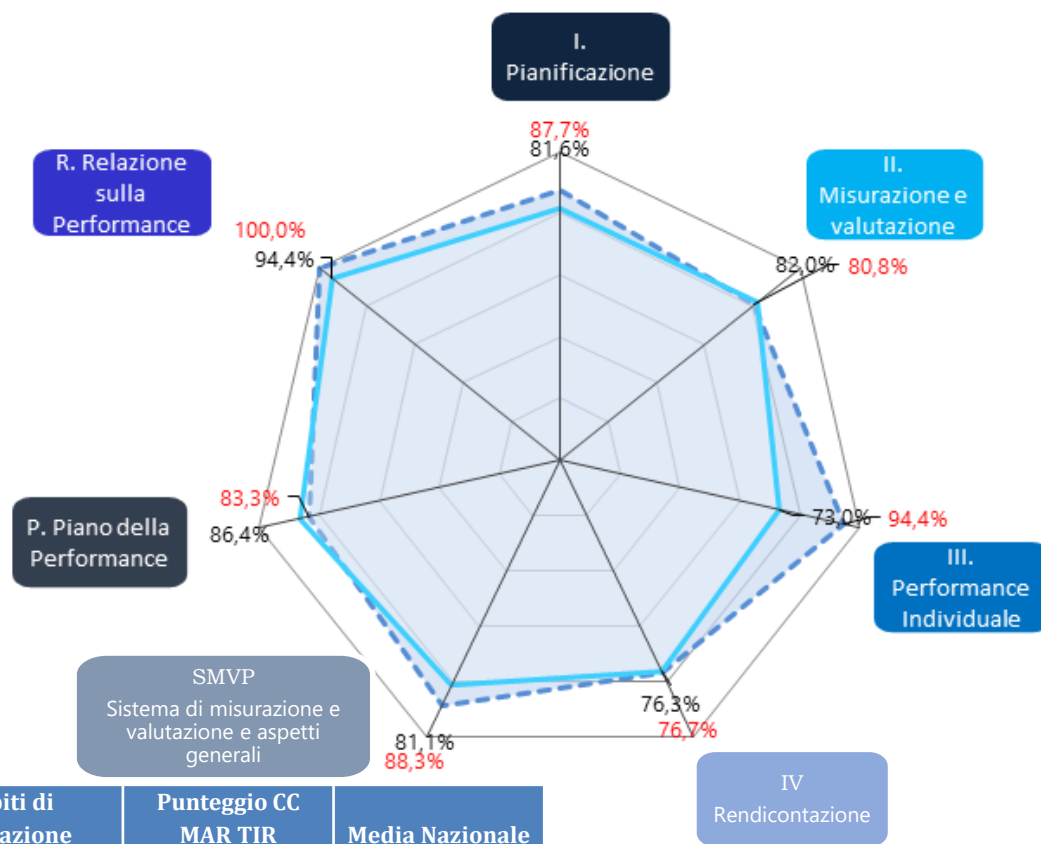 I.
Pianificazione
87,7%
81,6%
R. Relazione
sulla
Performance
100,0%
94,4%
II.
Misurazione e
valutazione
82,0%
80,8%
P. Piano della
Performance
83,3%
86,4%
73,0%
94,4%
III.
Performance
Individuale
SMVP
Sistema di misurazione e
valutazione e aspetti
generali
81,1%
88,3%
76,3%
76,7%
IV
Rendicontazione
Punteggio CC
MAR TIR
Media Nazionale